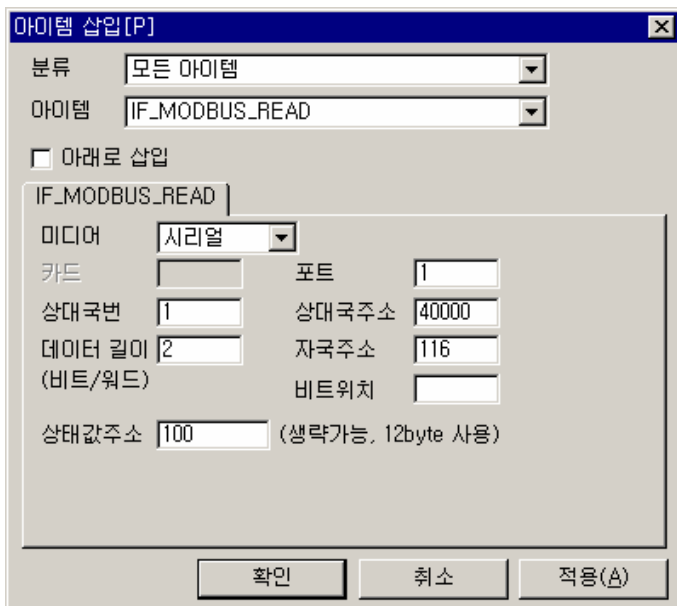 아이템 삽입[P]
분류 모든 아이템
아이템 IF_MODBUS_READ
아래로 삽입
IF_MODBUS_READ
미디어 시리얼
카드 포트 1
상대국번 1 상대국주소 40000
데이터 길이 2 자국주소 116
(비트/워드) 비트위치
상태값주소 100 (생략가능, 12byte 사용)
확인 취소 적용(A)